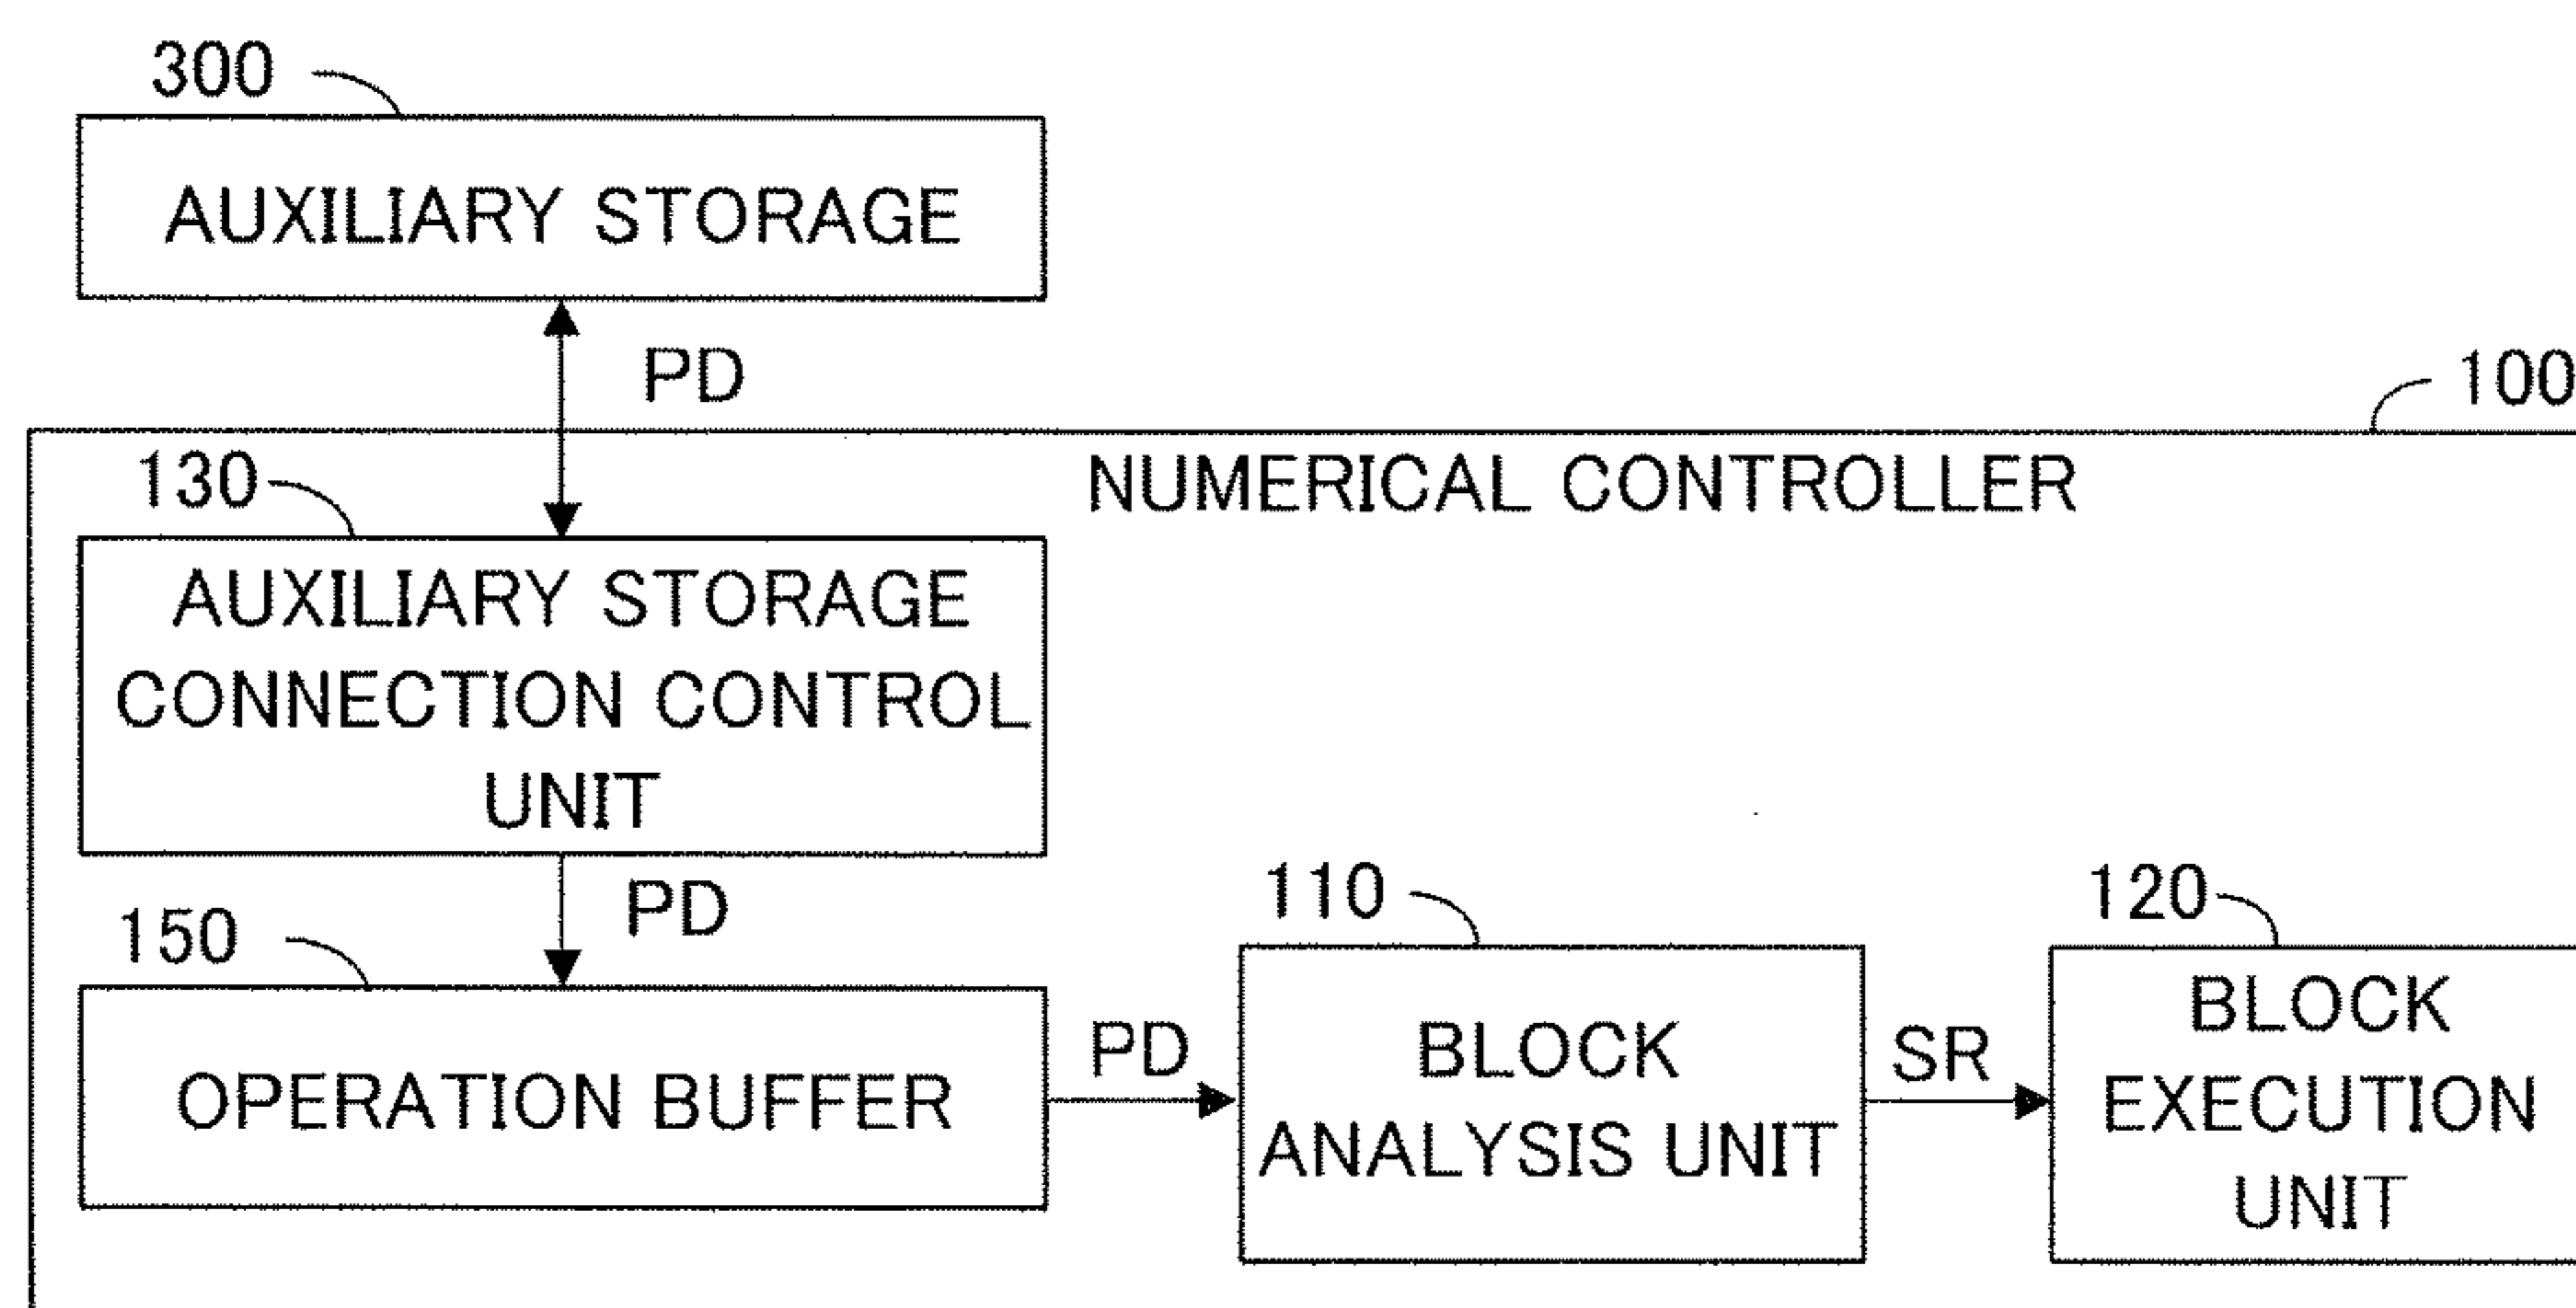 300
AUXILIARY STORAGE
PD
100
NUMERICAL CONTROLLER
130
AUXILIARY STORAGE
CONNECTION CONTROL
UNIT
PD
150
OPERATION BUFFER
PD
110
BLOCK
ANALYSIS UNIT
SR
120
BLOCK
EXECUTION
UNIT